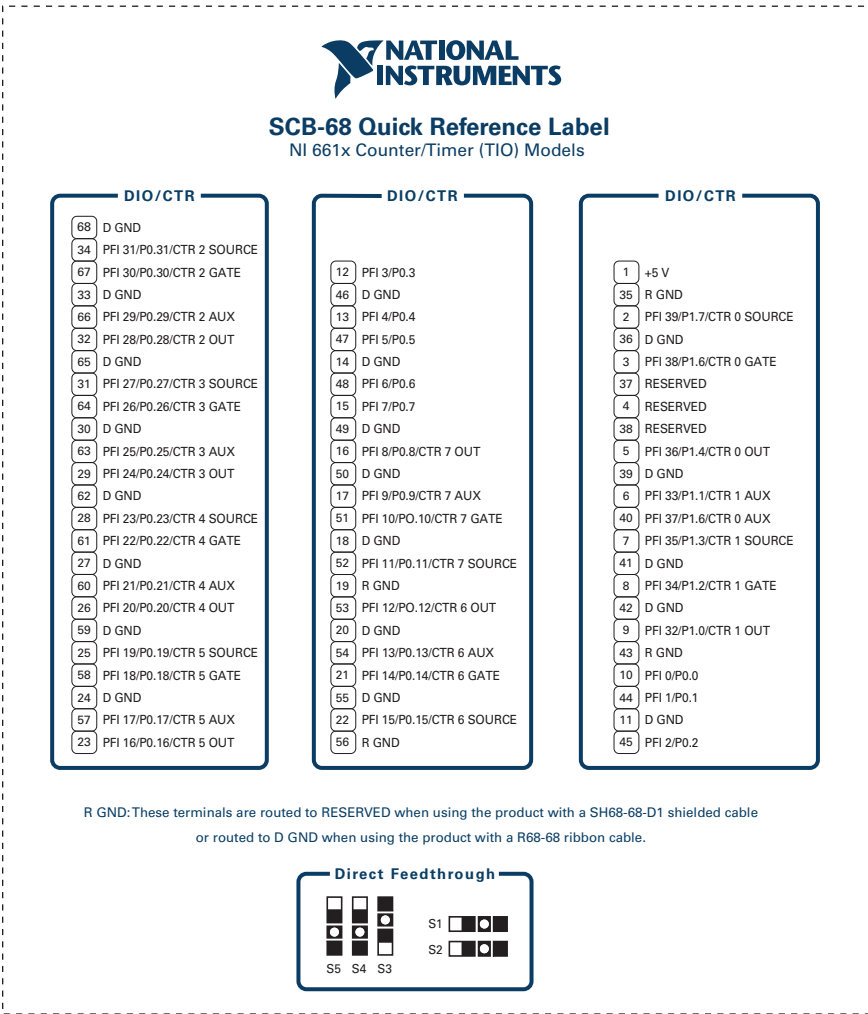 NATIONAL
INSTRUMENTS
SCB-68 Quick Reference Label
NI 661x Counter/Timer (TIO) Models
DIO/CTR
68 D GND
34 PFI 31/P0.31/CTR 2 SOURCE
67 PFI 30/P0.30/CTR 2 GATE
33 D GND
66 PFI 29/P0.29/CTR 2 AUX
32 PFI 28/P0.28/CTR 2 OUT
65 D GND
31 PFI 27/P0.27/CTR 3 SOURCE
64 PFI 26/P0.26/CTR 3 GATE
30 D GND
63 PFI 25/P0.25/CTR 3 AUX
29 PFI 24/P0.24/CTR 3 OUT
62 D GND
28 PFI 23/P0.23/CTR 4 SOURCE
61 PFI 22/P0.22/CTR 4 GATE
27 D GND
60 PFI 21/P0.21/CTR 4 AUX
26 PFI 20/P0.20/CTR 4 OUT
59 D GND
25 PFI 19/P0.19/CTR 5 SOURCE
58 PFI 18/P0.18/CTR 5 GATE
24 D GND
57 PFI 17/P0.17/CTR 5 AUX
23 PFI 16/P0.16/CTR 5 OUT
DIO/CTR
12 PFI 3/P0.3
46 D GND
13 PFI 4/P0.4
47 PFI 5/P0.5
14 D GND
48 PFI 6/P0.6
15 PFI 7/P0.7
49 D GND
16 PFI 8/P0.8/CTR 7 OUT
50 D GND
17 PFI 9/P0.9/CTR 7 AUX
51 PFI 10/PO.10/CTR 7 GATE
18 D GND
52 PFI 11/P0.11/CTR 7 SOURCE
19 R GND
53 PFI 12/PO.12/CTR 6 OUT
20 D GND
54 PFI 13/P0.13/CTR 6 AUX
21 PFI 14/P0.14/CTR 6 GATE
55 D GND
22 PFI 15/P0.15/CTR 6 SOURCE
56 R GND
DIO/CTR
1 +5 V
35 R GND
2 PFI 39/P1.7/CTR 0 SOURCE
36 D GND
3 PFI 38/P1.6/CTR 0 GATE
37 RESERVED
4 RESERVED
38 RESERVED
5 PFI 36/P1.4/CTR 0 OUT
39 D GND
6 PFI 33/P1.1/CTR 1 AUX
40 PFI 37/P1.6/CTR 0 AUX
7 PFI 35/P1.3/CTR 1 SOURCE
41 D GND
8 PFI 34/P1.2/CTR 1 GATE
42 D GND
9 PFI 32/P1.0/CTR 1 OUT
43 R GND
10 PFI 0/P0.0
44 PFI 1/P0.1
11 D GND
45 PFI 2/P0.2
R GND: These terminals are routed to RESERVED when using the product with a SH68-68-D1 shielded cable
or routed to D GND when using the product with a R68-68 ribbon cable.
Direct Feedthrough
S5 S4 S3
S1
S2